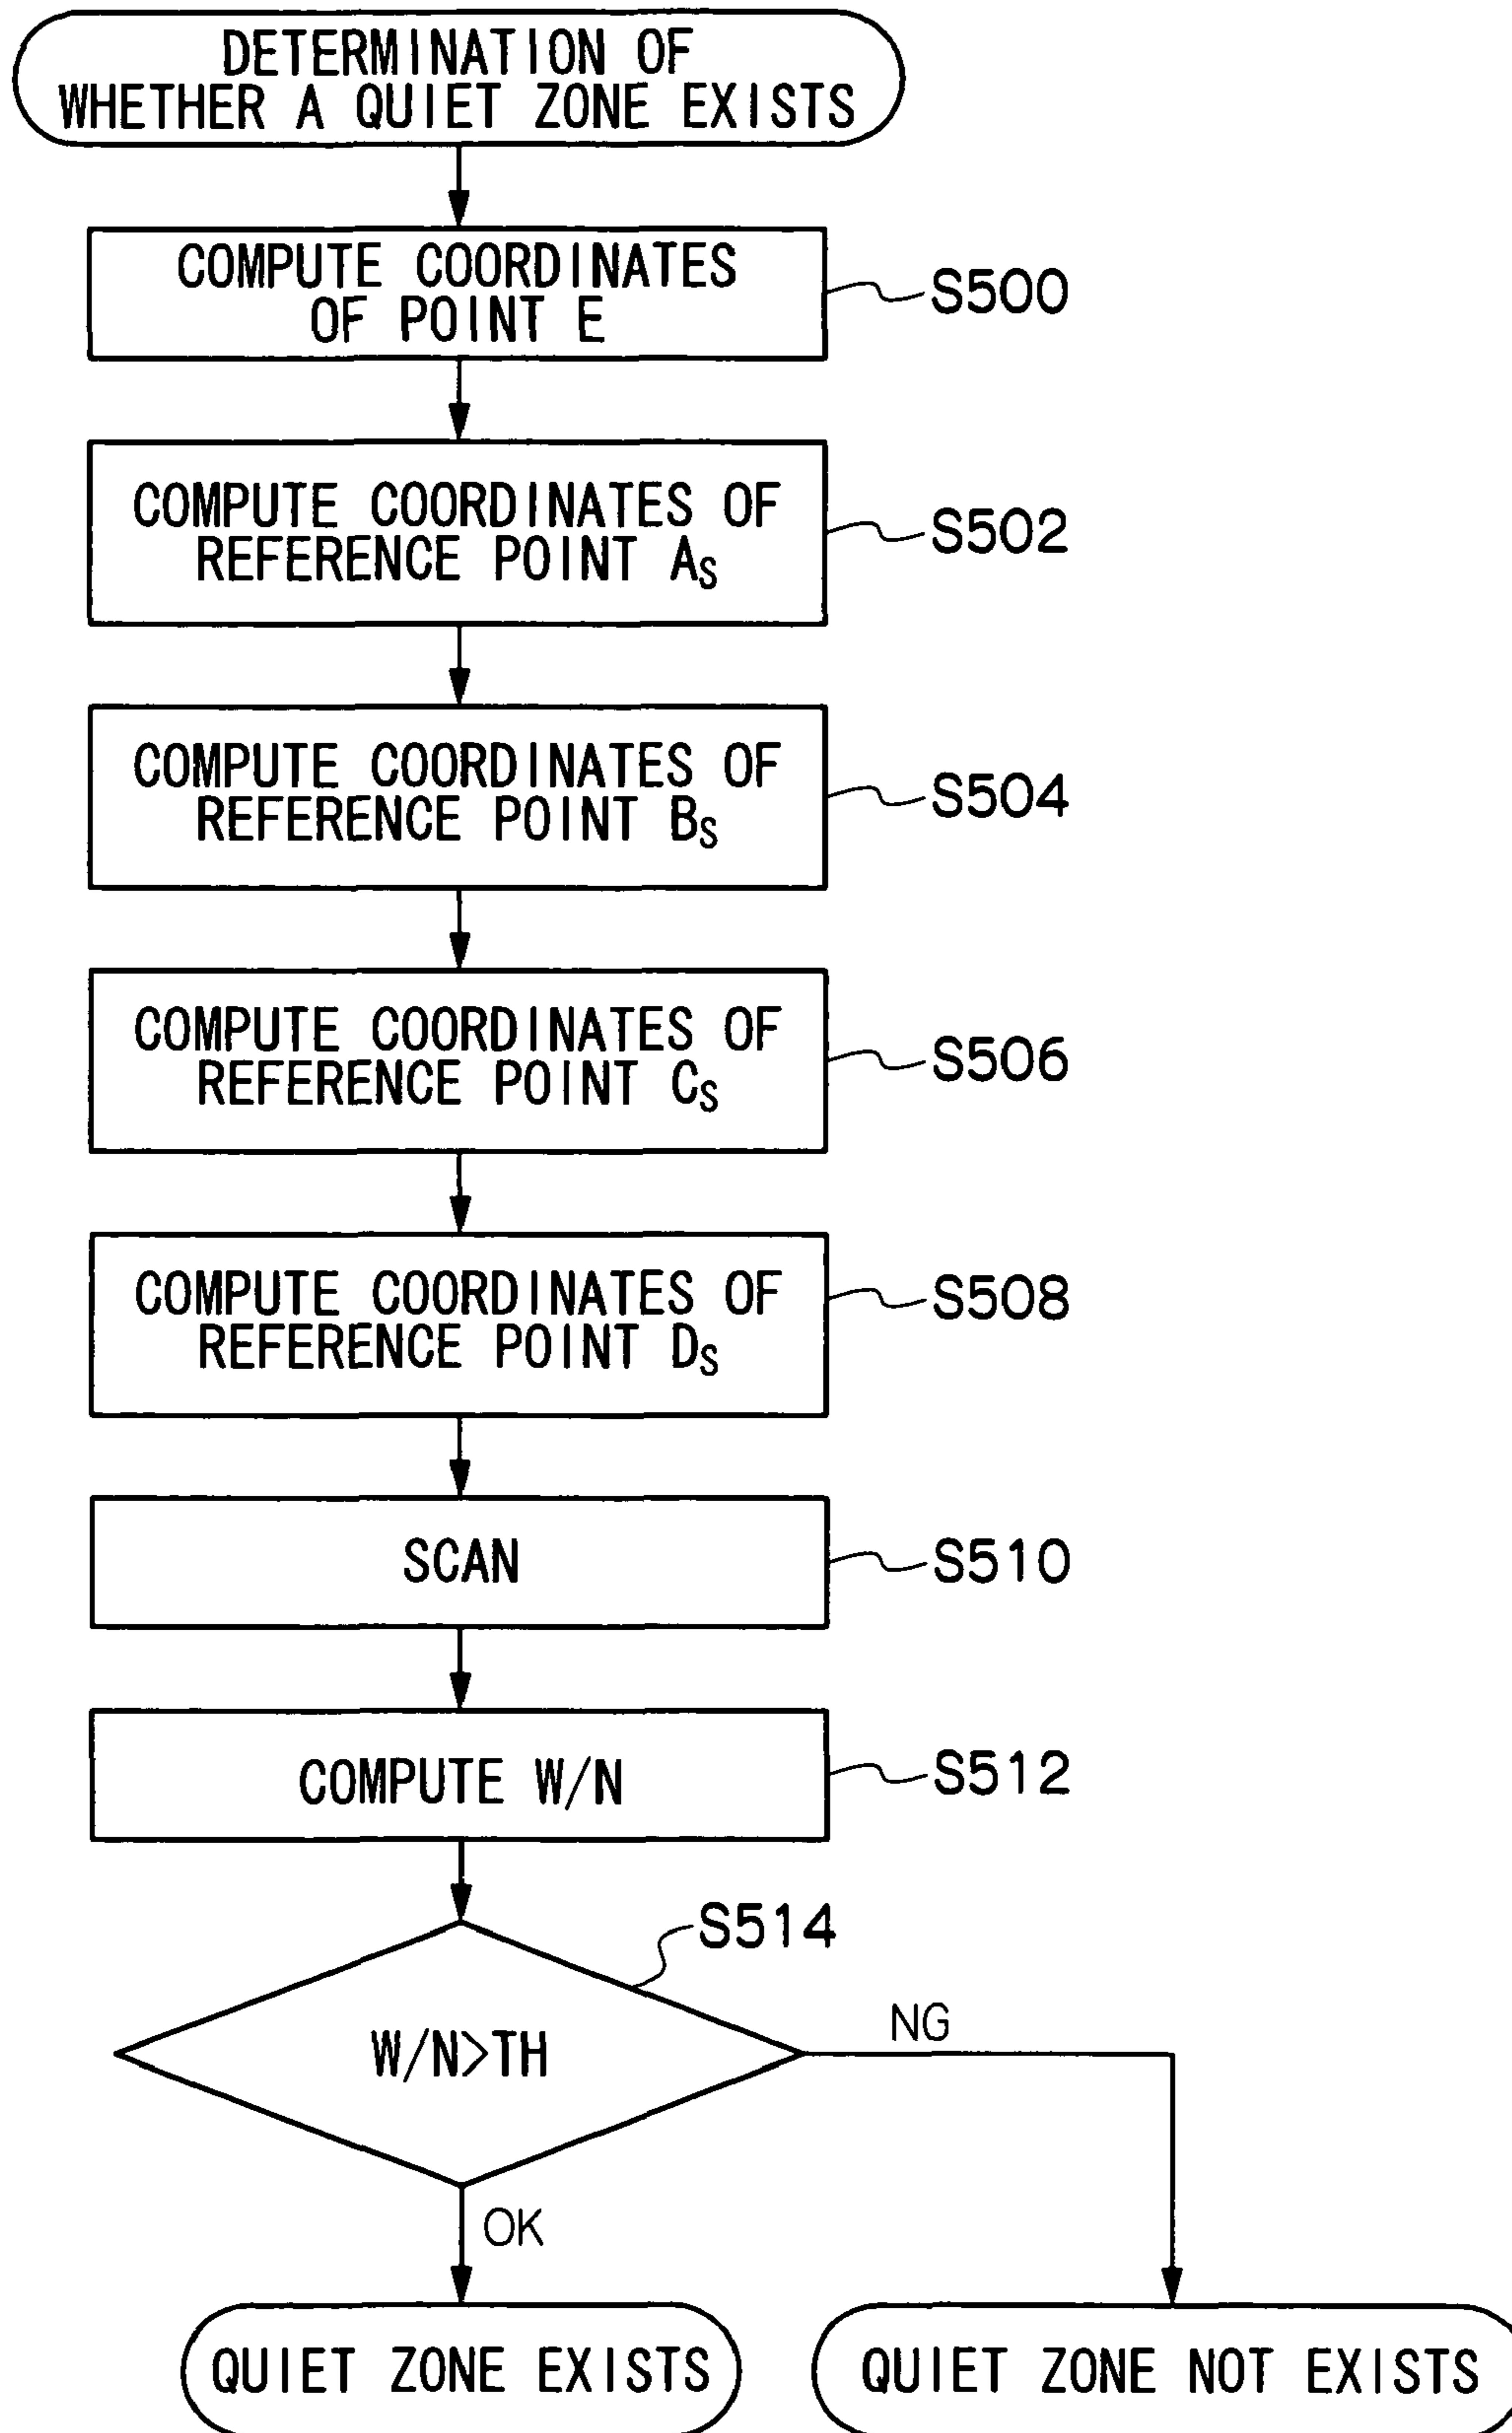 DETERMINATION OF
WHETHER A QUIET ZONE EXISTS
COMPUTE COORDINATES
OF POINT E
S500
COMPUTE COORDINATES OF
REFERENCE POINT As
S502
COMPUTE COORDINATES OF
REFERENCE POINT Bs
S504
COMPUTE COORDINATES OF
REFERENCE POINT Cs
S506
COMPUTE COORDINATES OF
REFERENCE POINT Ds
S508
SCAN
S510
COMPUTE W/N
S512
S514
W/N>TH
NG
OK
QUIET ZONE EXISTS
QUIET ZONE NOT EXISTS